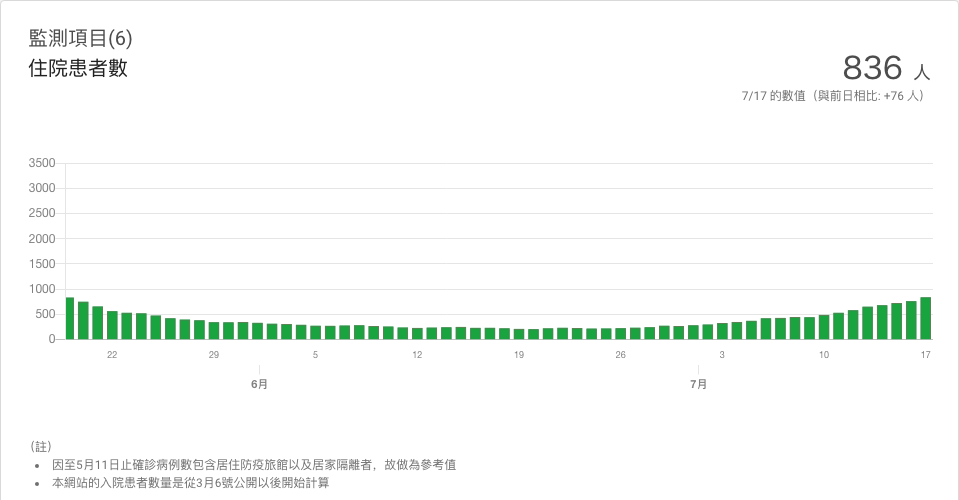 監測項目(6)
住院患者數
836 人
7/17 的數值（與前日相比: +76 人）
3500
3000
2500
2000
1500
1000
500
0
22 29 5 12 19 26 3 10 17
6月 7月
（註）
• 因至5月11日止確診病例數包含居住防疫旅館以及居家隔離者，故做為參考值
• 本網站的入院患者數量是從3月6號公開以後開始計算